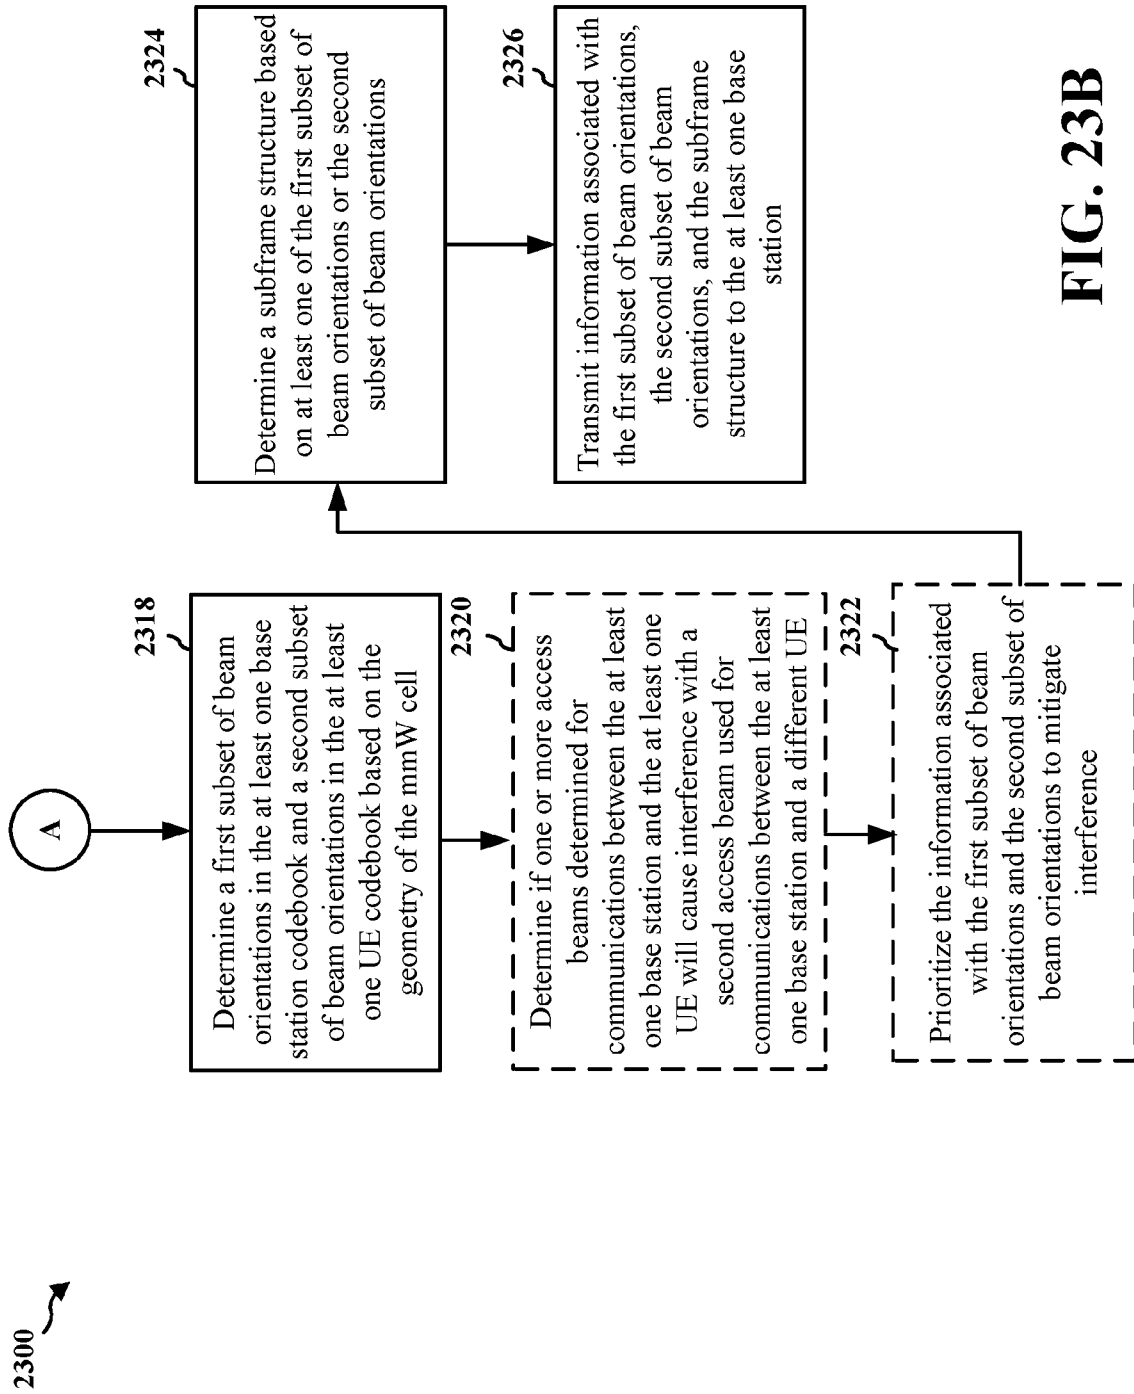 2300
A
2318
Determine a first subset of beam
orientations in the at least one base
station codebook and a second subset
of beam orientations in the at least
one UE codebook based on the
geometry of the mmW cell
2320
Determine if one or more access
beams determined for
communications between the at least
one base station and the at least one
UE will cause interference with a
second access beam used for
communications between the at least
one base station and a different UE
2322
Prioritize the information associated
with the first subset of beam
orientations and the second subset of
beam orientations to mitigate
interference
2324
Determine a subframe structure based
on at least one of the first subset of
beam orientations or the second
subset of beam orientations
2326
Transmit information associated with
the first subset of beam orientations,
the second subset of beam
orientations, and the subframe
structure to the at least one base
station
FIG. 23B